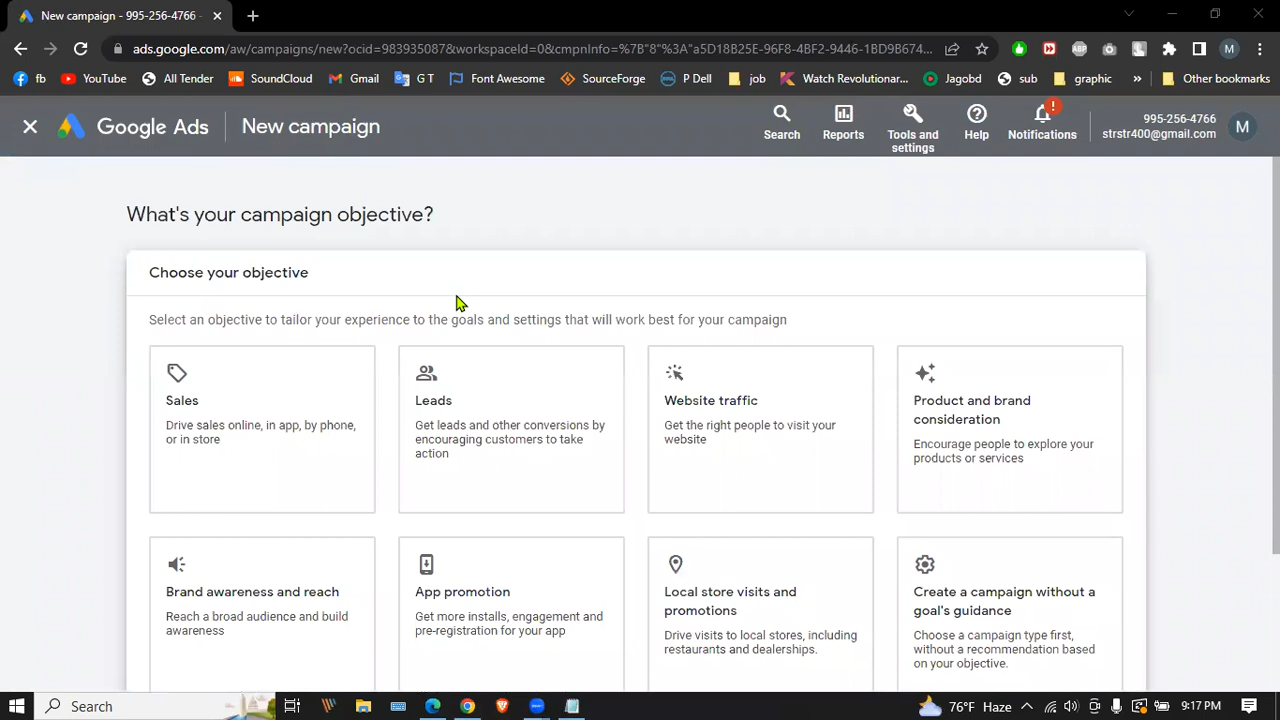 New campaign - 995-256-4766 -
ads.google.com/aw/campaigns/new?ocid=983935087&workspaceId=0&cmpnInfo=%7B"8"%3A"a5D18B25E-96F8-4BF2-9446-1BD9B674...
fb
YouTube
All Tender
SoundCloud
Gmail
G T
Font Awesome
SourceForge
P Dell
job
Watch Revolutionar...
Jagobd
sub
graphic
»
Other bookmarks
ABP
M
Google Ads
New campaign
Search
Reports
Tools and
settings
Help
!
Notifications
995-256-4766
strstr400@gmail.com
M
What's your campaign objective?
Choose your objective
Select an objective to tailor your experience to the goals and settings that will work best for your campaign
Sales
Drive sales online, in app, by phone,
or in store
Leads
Get leads and other conversions by
encouraging customers to take
action
Website traffic
Get the right people to visit your
website
Product and brand
consideration
Encourage people to explore your
products or services
Brand awareness and reach
Reach a broad audience and build
awareness
App promotion
Get more installs, engagement and
pre-registration for your app
Local store visits and
promotions
Drive visits to local stores, including
restaurants and dealerships.
Create a campaign without a
goal's guidance
Choose a campaign type first,
without a recommendation based
on your objective.
Search
76°F Haze
9:17 PM